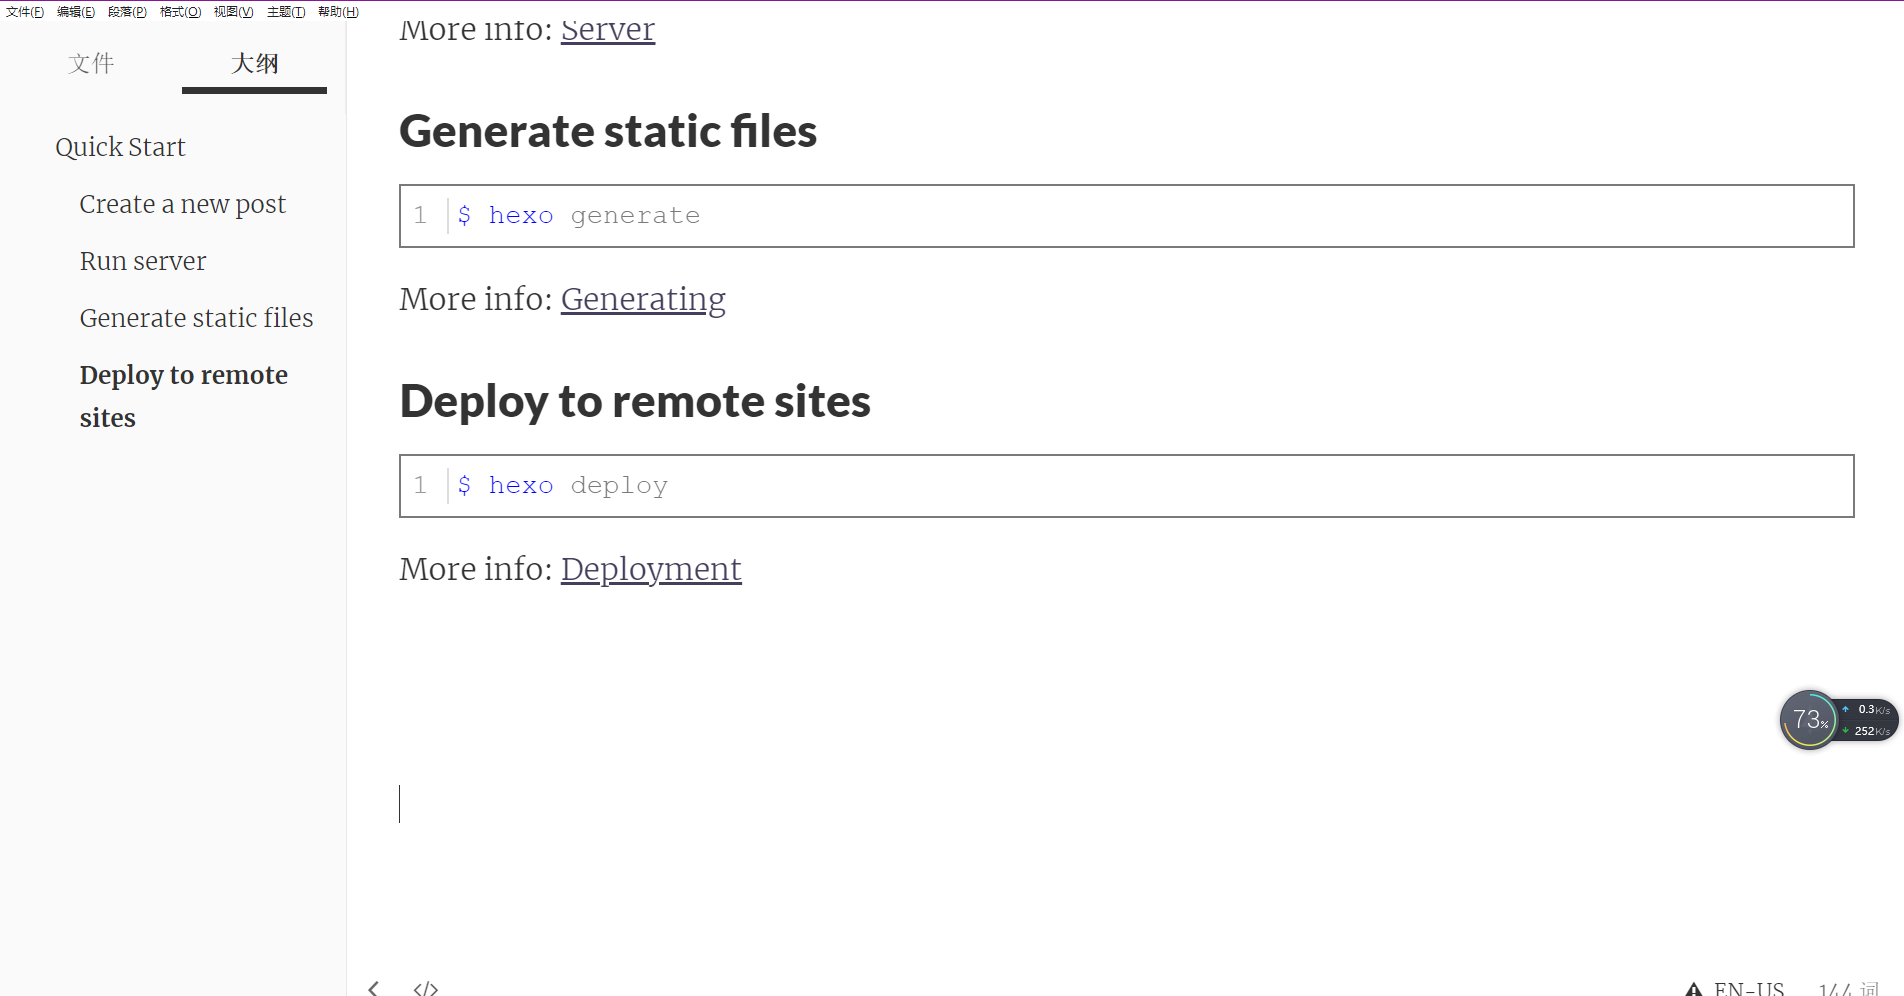 文件(F) 编辑(E) 段落(P) 格式(O) 视图(V) 主题(T) 帮助(H)
文件 大纲
Quick Start
Create a new post
Run server
Generate static files
Deploy to remote
sites
More info: Server
Generate static files
1 $ hexo generate
More info: Generating
Deploy to remote sites
1 $ hexo deploy
More info: Deployment
73%
0.3K/s
252K/s
</> EN-US 144 词